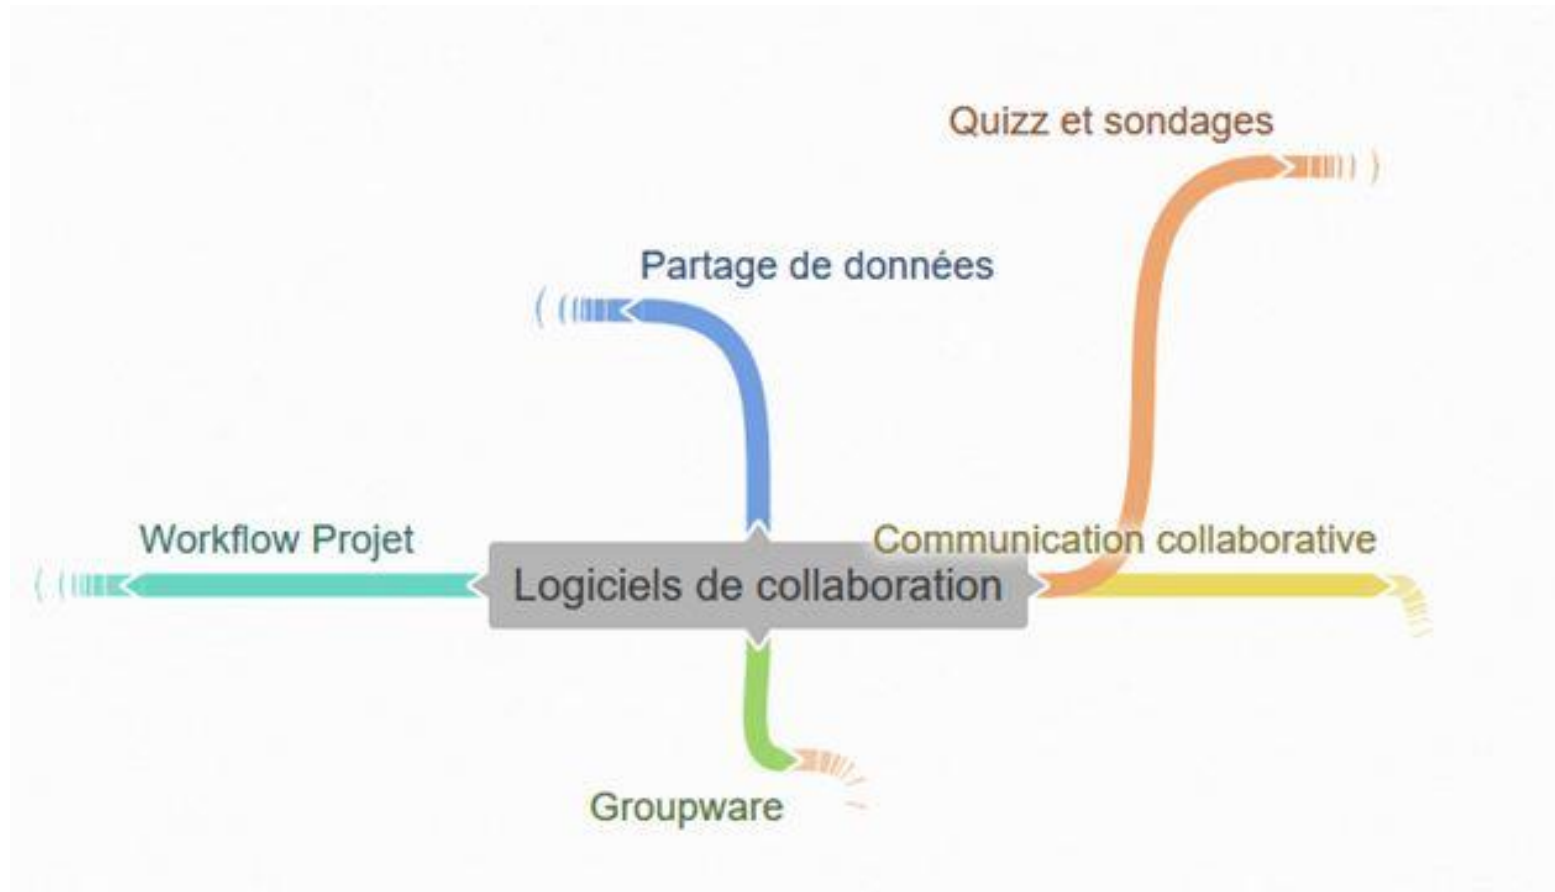 Quizz et sondages
Partage de données
Workflow Projet
Communication collaborative
Logiciels de collaboration
Groupware